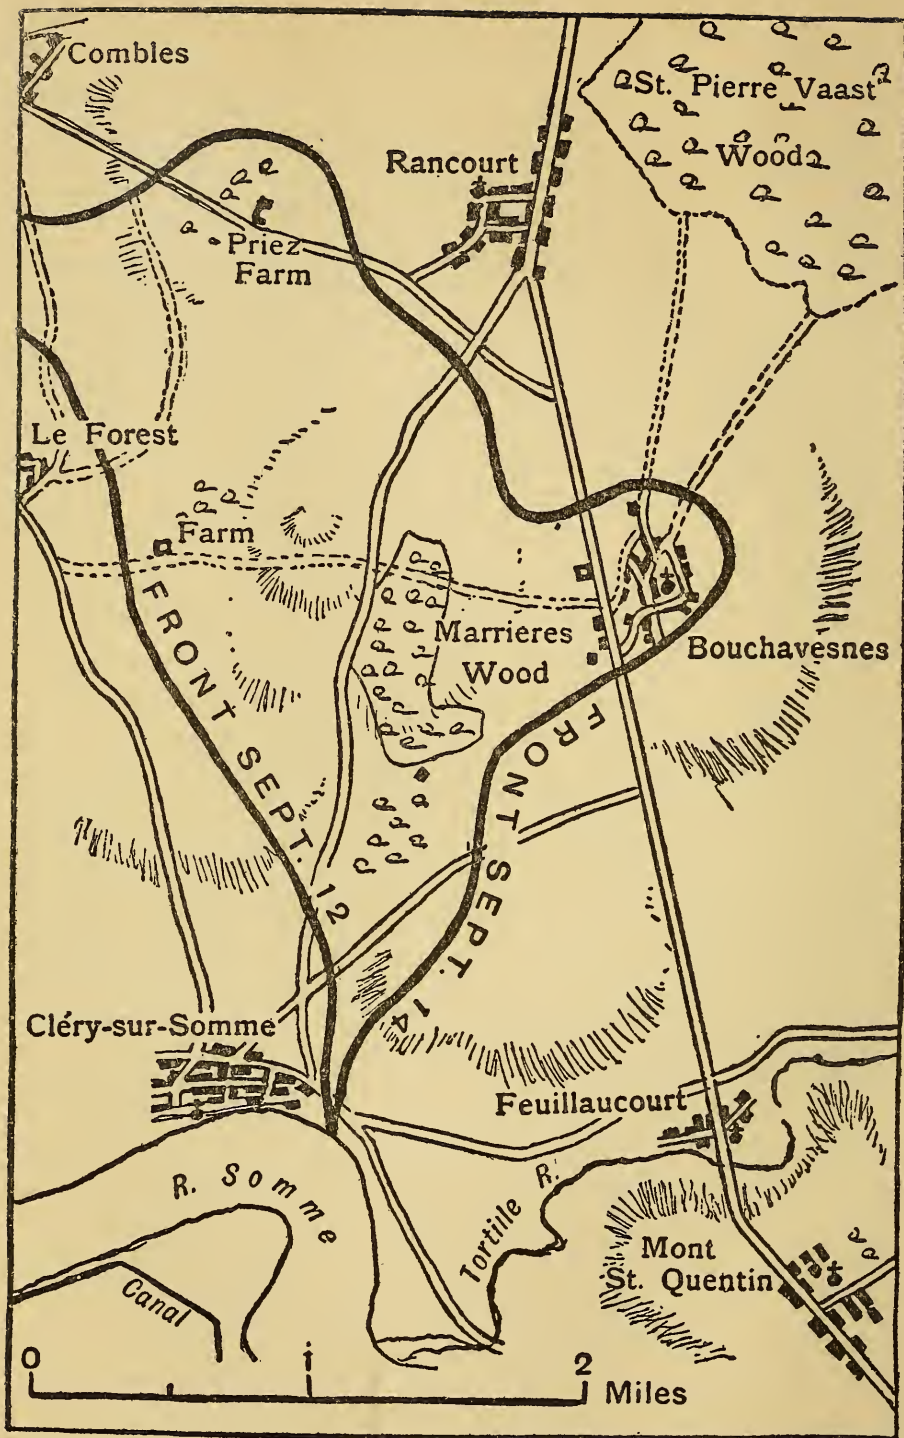 Combles
St. Pierre Vaast
Wood
Rancourt
Priez
Farm
Le Forest
Farm
Marrieres
Wood
Bouchavesnes
FRONT SEPT. 12
FRONT SEPT. 14
Cléry-sur-Somme
Feuillaucourt
R. Somme
Tortille R.
Mont
St. Quentin
Canal
0 1 2 Miles